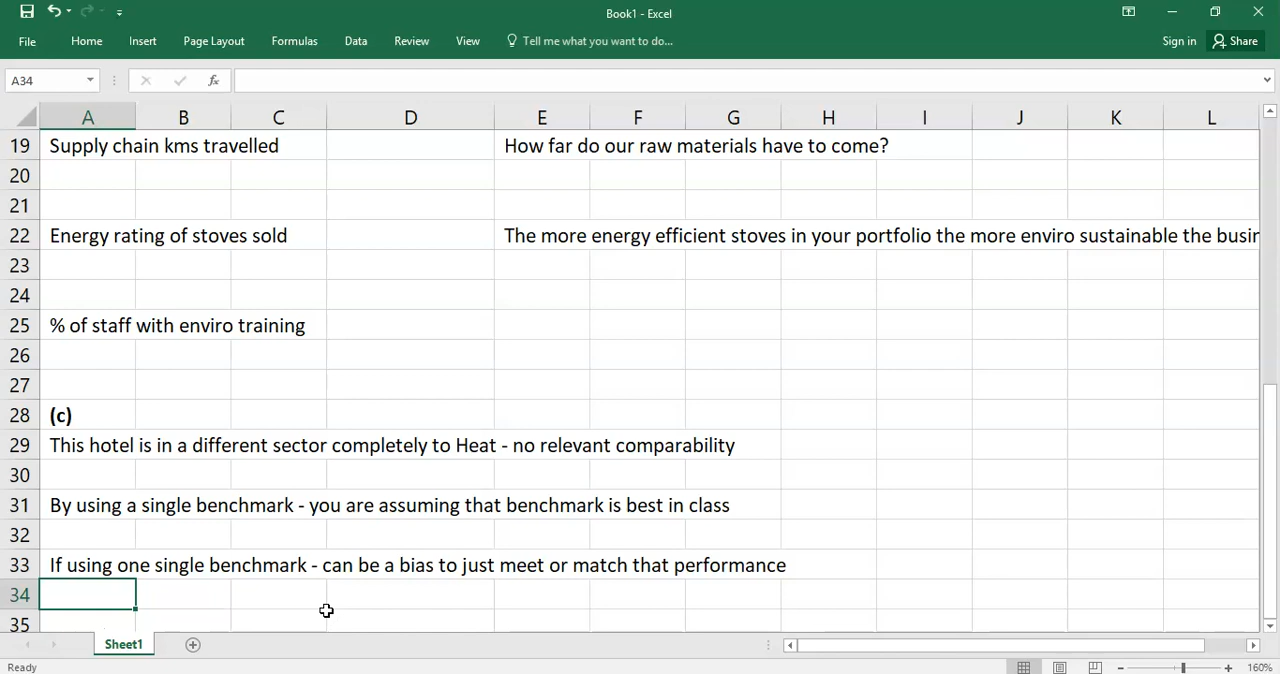 Book1 - Excel
File Home Insert Page Layout Formulas Data Review View Tell me what you want to do... Sign in Share
A34 fx
A B C D E F G H I J K L
19 Supply chain kms travelled How far do our raw materials have to come?
20
21
22 Energy rating of stoves sold The more energy efficient stoves in your portfolio the more enviro sustainable the busin
23
24
25 % of staff with enviro training
26
27
28 (c)
29 This hotel is in a different sector completely to Heat - no relevant comparability
30
31 By using a single benchmark - you are assuming that benchmark is best in class
32
33 If using one single benchmark - can be a bias to just meet or match that performance
34
35
Sheet1
Ready 160%